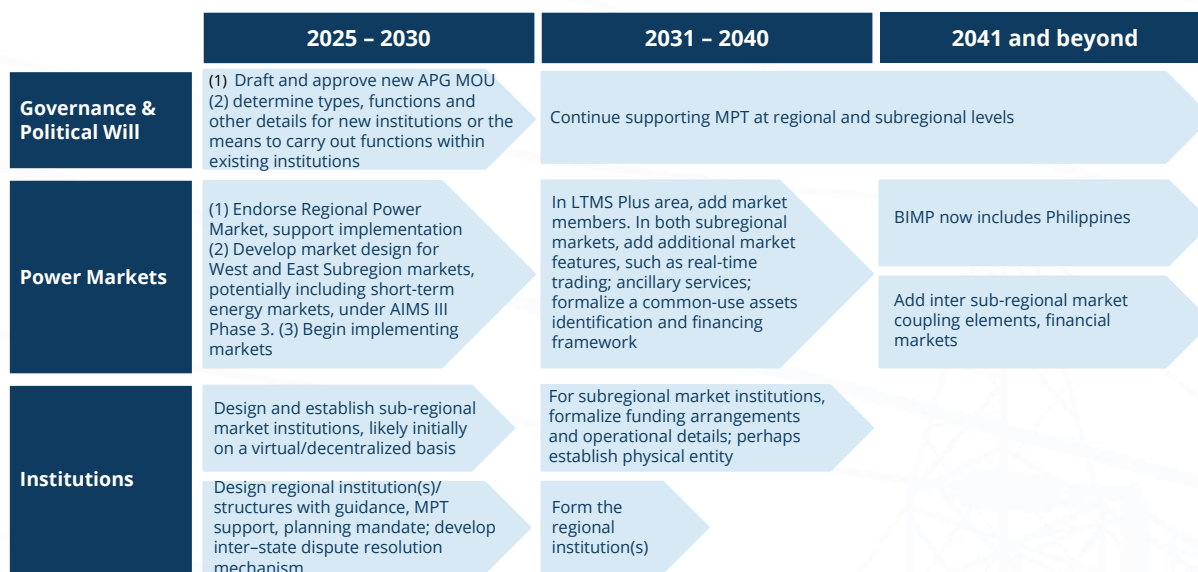 2025 – 2030
2031 – 2040
2041 and beyond
Governance &
Political Will
(1) Draft and approve new APG MOU
(2) determine types, functions and
other details for new institutions or the
means to carry out functions within
existing institutions
Continue supporting MPT at regional and subregional levels
Power Markets
(1) Endorse Regional Power
Market, support implementation
(2) Develop market design for
West and East Subregion markets,
potentially including short-term
energy markets, under AIMS III
Phase 3. (3) Begin implementing
markets
In LTMS Plus area, add market
members. In both subregional
markets, add additional market
features, such as real-time
trading; ancillary services;
formalize a common-use assets
identification and financing
framework
BIMP now includes Philippines
Add inter sub-regional market
coupling elements, financial
markets
Institutions
Design and establish sub-regional
market institutions, likely initially
on a virtual/decentralized basis
For subregional market institutions,
formalize funding arrangements
and operational details; perhaps
establish physical entity
Design regional institution(s)/
structures with guidance, MPT
support, planning mandate; develop
inter–state dispute resolution
mechanism
Form the
regional
institution(s)